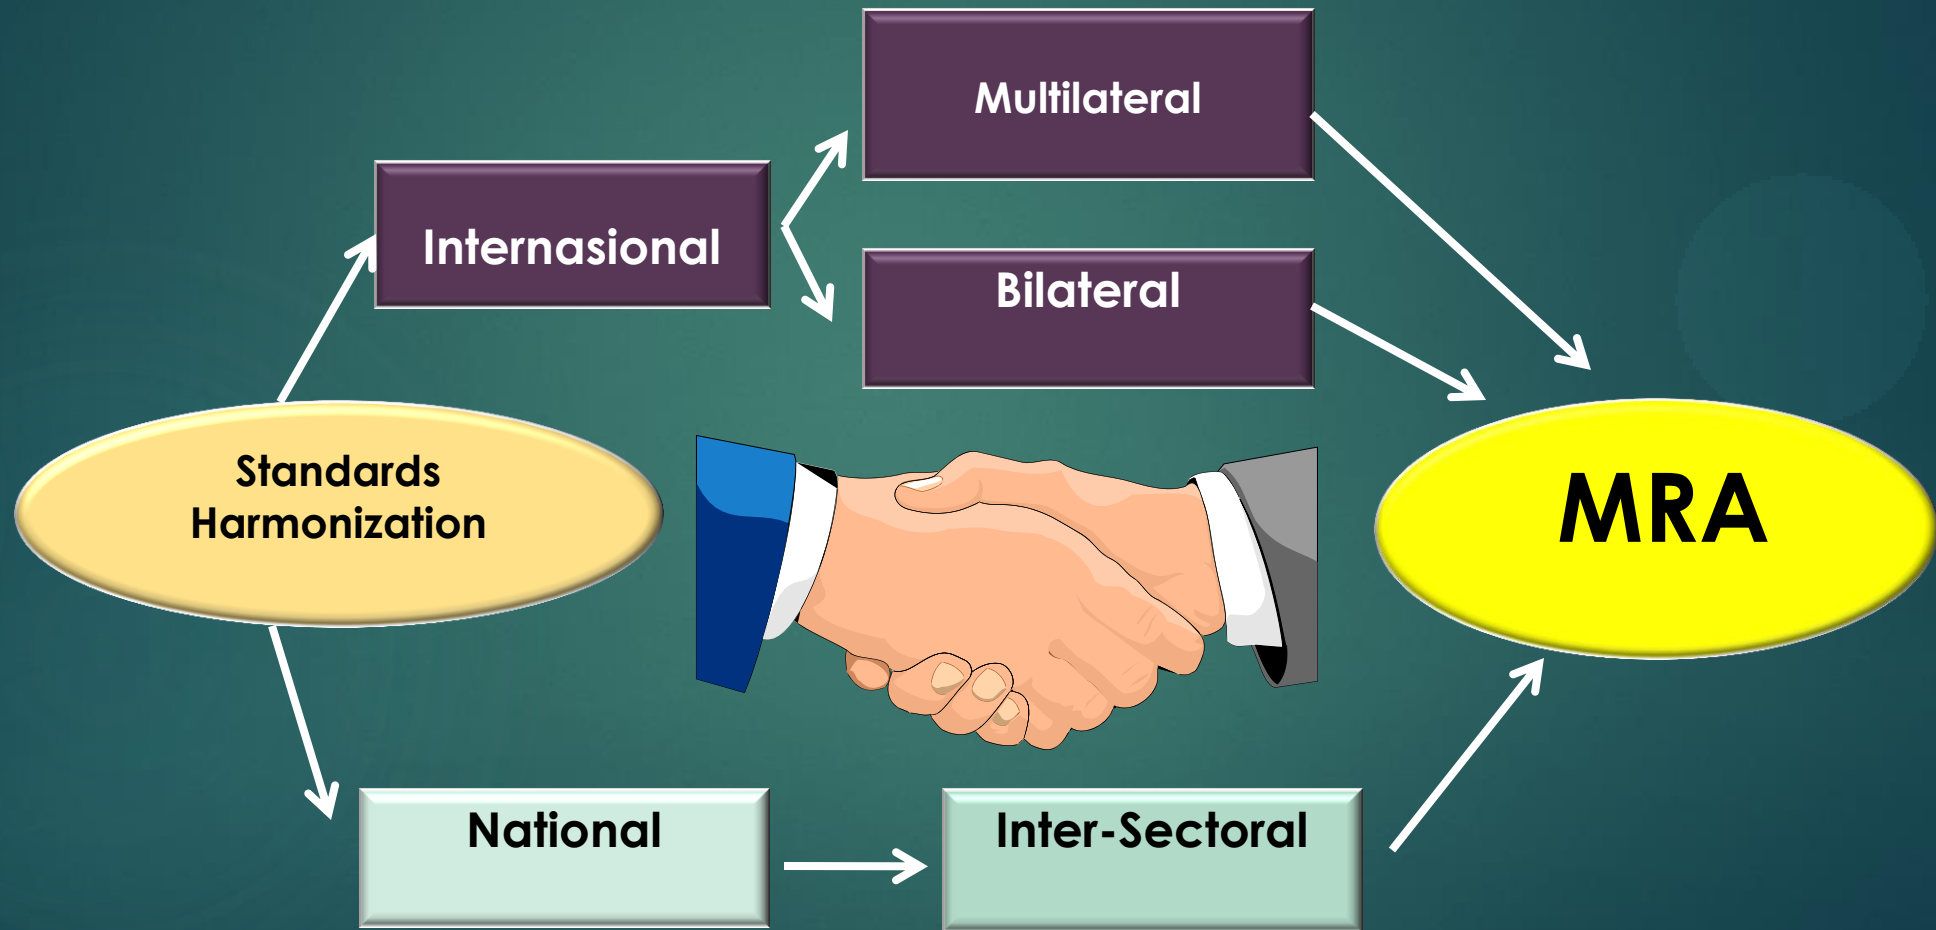 Multilateral
Internasional
Bilateral
Standards
Harmonization
MRA
National
Inter-Sectoral